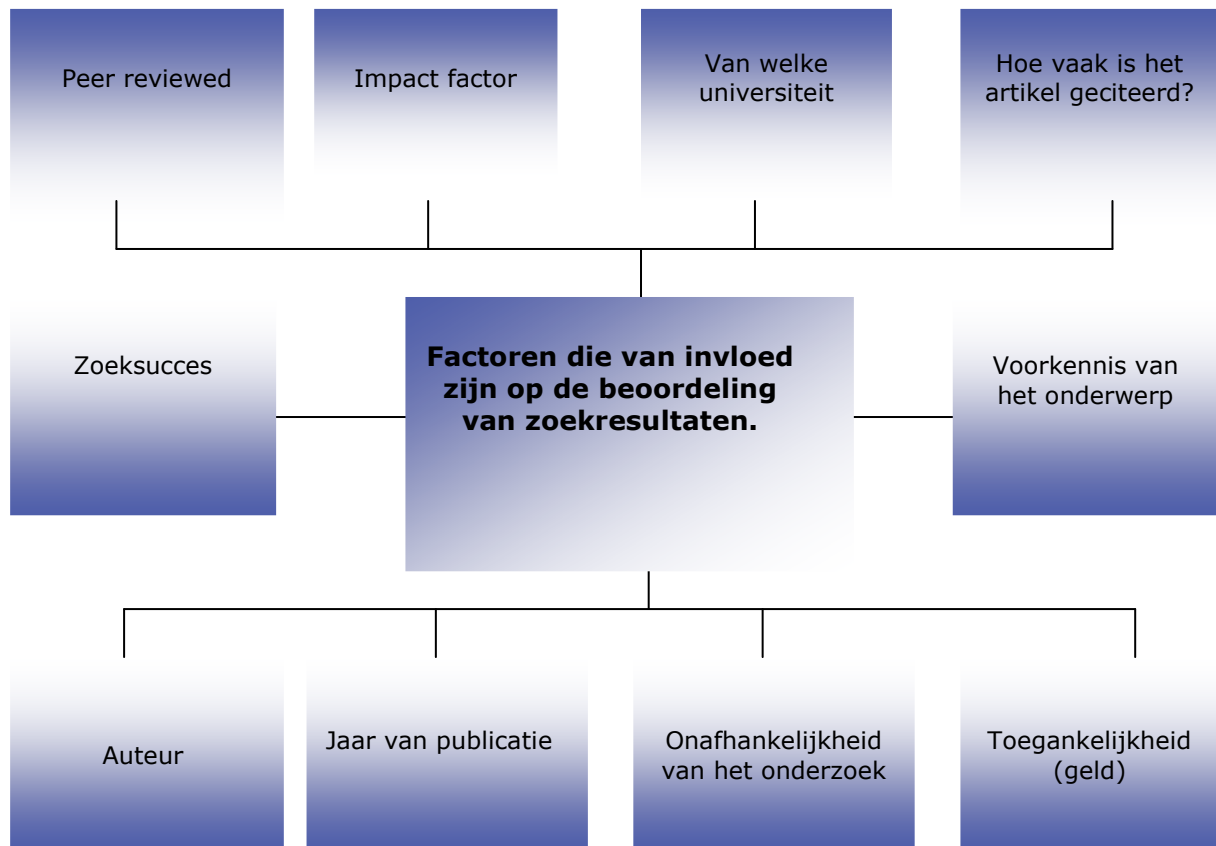 Peer reviewed
Impact factor
Van welke
universiteit
Hoe vaak is het
artikel geciteerd?
Zoeksucces
Factoren die van invloed
zijn op de beoordeling
van zoekresultaten.
Voorkennis van
het onderwerp
Auteur
Jaar van publicatie
Onafhankelijkheid
van het onderzoek
Toegankelijkheid
(geld)